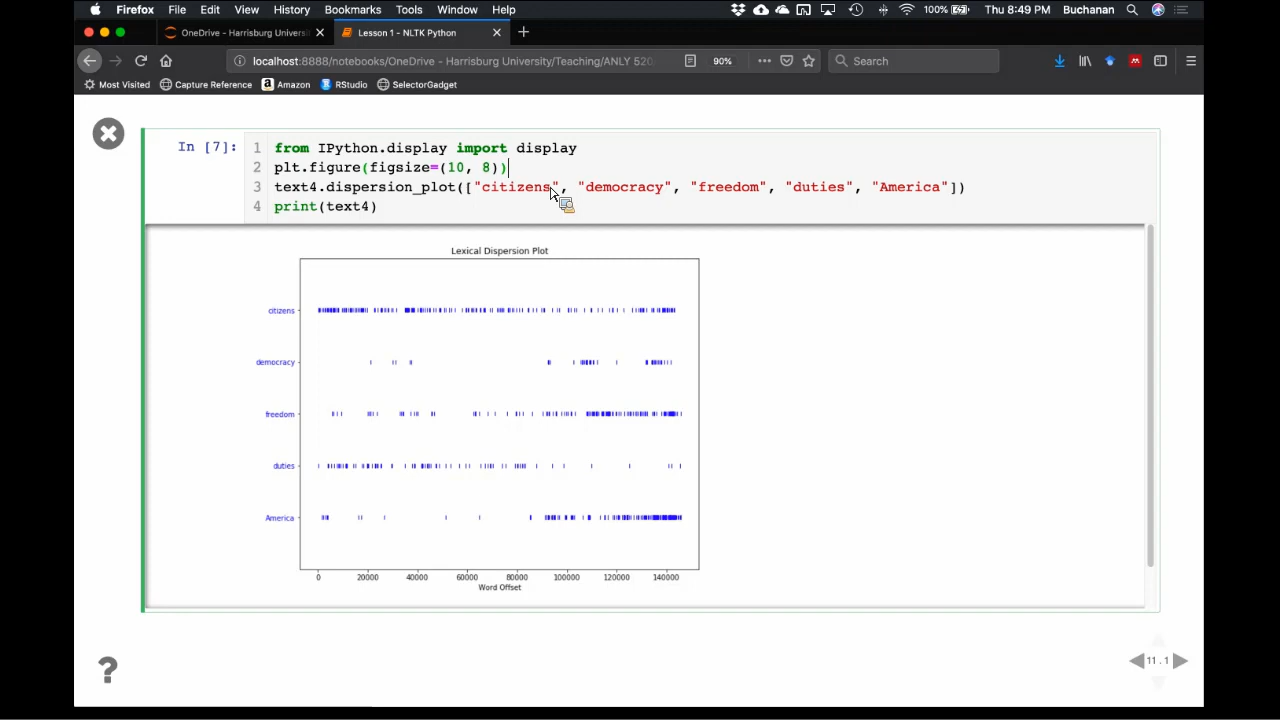 Firefox File Edit View History Bookmarks Tools Window Help 100% Thu 8:49 PM Buchanan
OneDrive - Harrisburg Universi Lesson 1 - NLTK Python
localhost:8888/notebooks/OneDrive - Harrisburg University/Teaching/ANLY 520 90% Search
Most Visited Capture Reference Amazon RStudio SelectorGadget
In [7]: 1 from IPython.display import display
2 plt.figure(figsize=(10, 8))
3 text4.dispersion_plot(["citizens", "democracy", "freedom", "duties", "America"])
4 print(text4)
Lexical Dispersion Plot
citizens
democracy
freedom
duties
America
0 20000 40000 60000 80000 100000 120000 140000
Word Offset
11.1
?